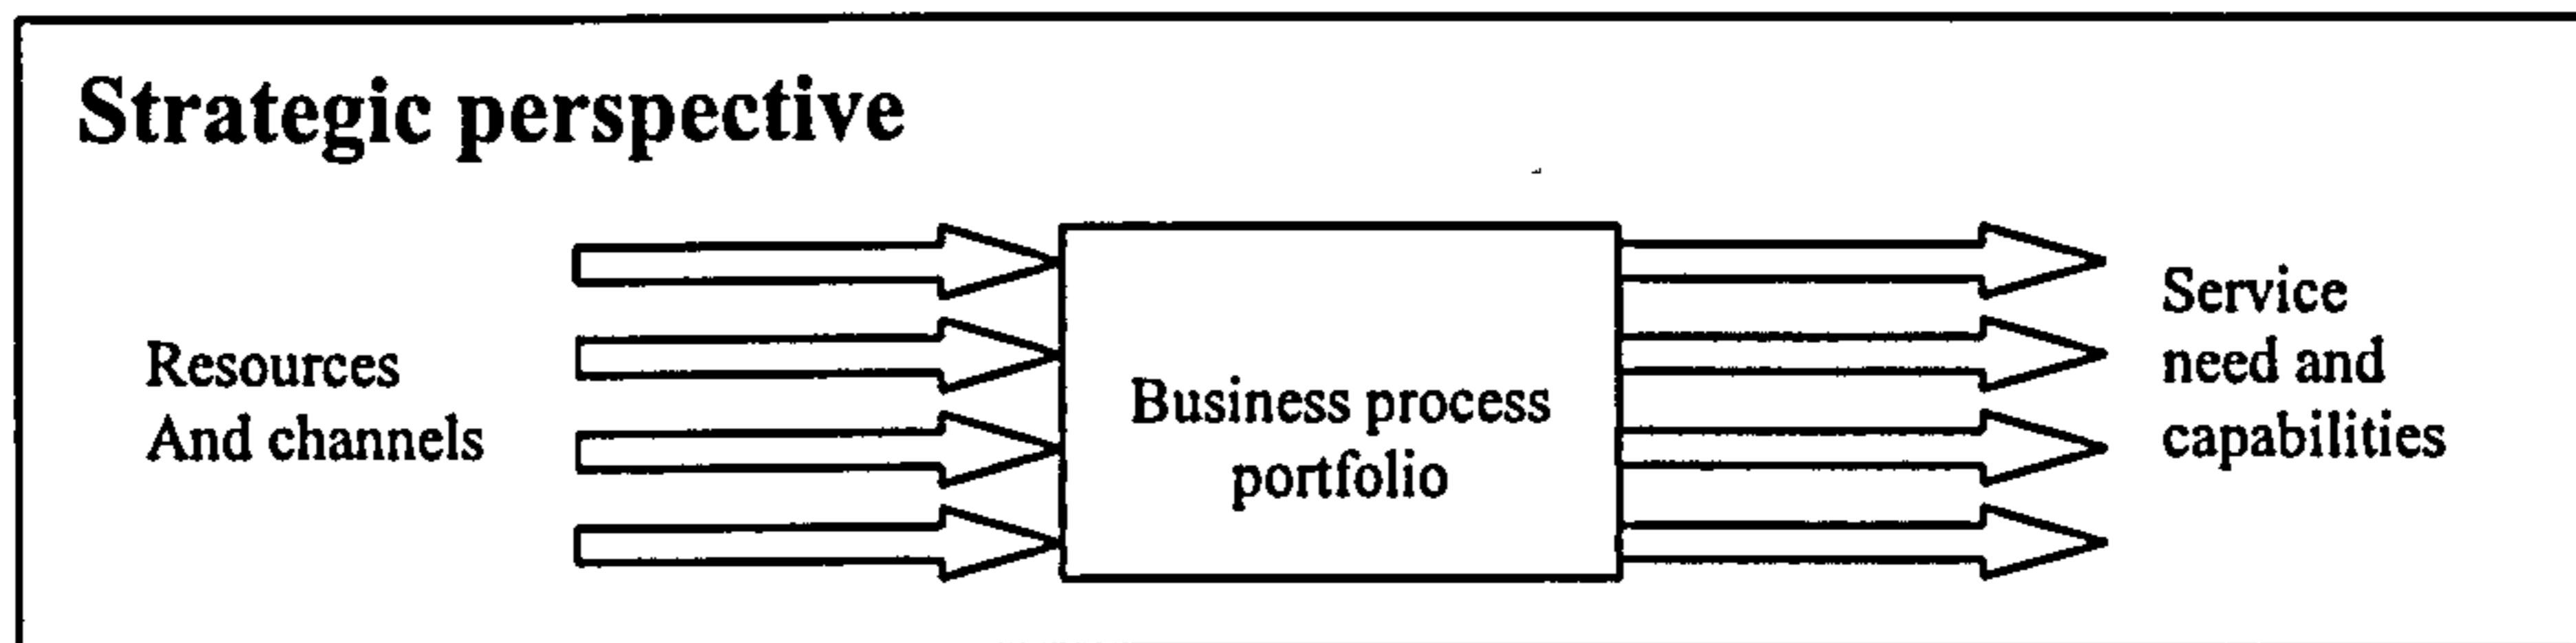 Strategic perspective
Resources
And channels
Business process
portfolio
Service
need and
capabilities